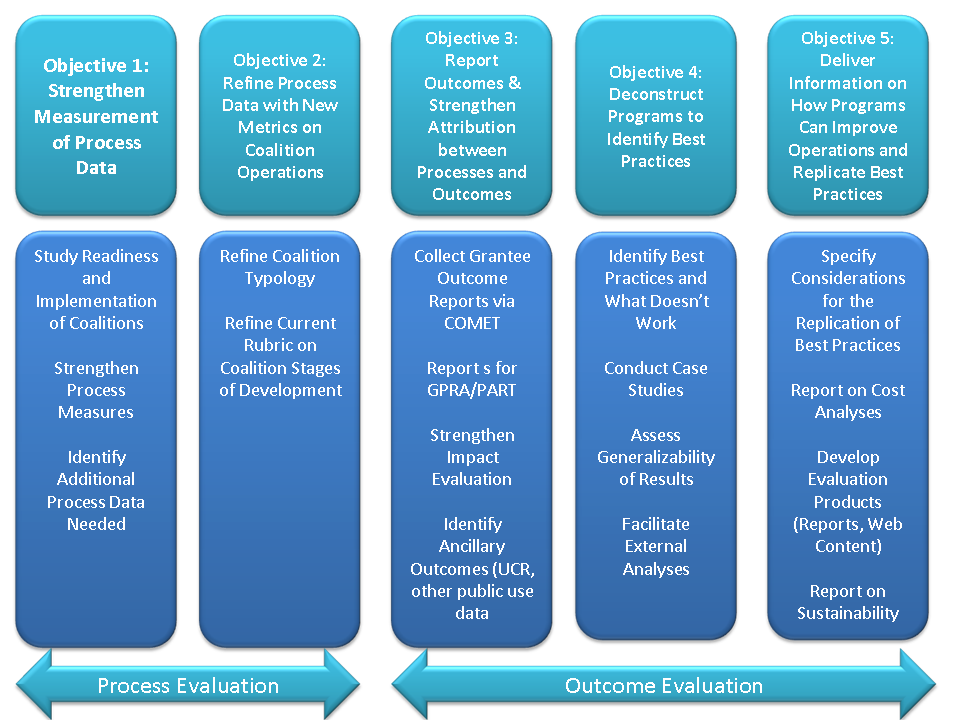 Objective 1:
Strengthen
Measurement
of Process
Data
Objective 2:
Refine Process
Data with New
Metrics on
Coalition
Operations
Objective 3:
Report
Outcomes &
Strengthen
Attribution
between
Processes and
Outcomes
Objective 4:
Deconstruct
Programs to
Identify Best
Practices
Objective 5:
Deliver
Information on
How Programs
Can Improve
Operations and
Replicate Best
Practices
Study Readiness
and
Implementation
of Coalitions
Strengthen
Process
Measures
Identify
Additional
Process Data
Needed
Refine Coalition
Typology
Refine Current
Rubric on
Coalition Stages
of Development
Collect Grantee
Outcome
Reports via
COMET
Report s for
GPRA/PART
Strengthen
Impact
Evaluation
Identify
Ancillary
Outcomes (UCR,
other public use
data
Identify Best
Practices and
What Doesn't
Work
Conduct Case
Studies
Assess
Generalizability
of Results
Facilitate
External
Analyses
Specify
Considerations
for the
Replication of
Best Practices
Report on Cost
Analyses
Develop
Evaluation
Products
(Reports, Web
Content)
Report on
Sustainability
Process Evaluation
Outcome Evaluation